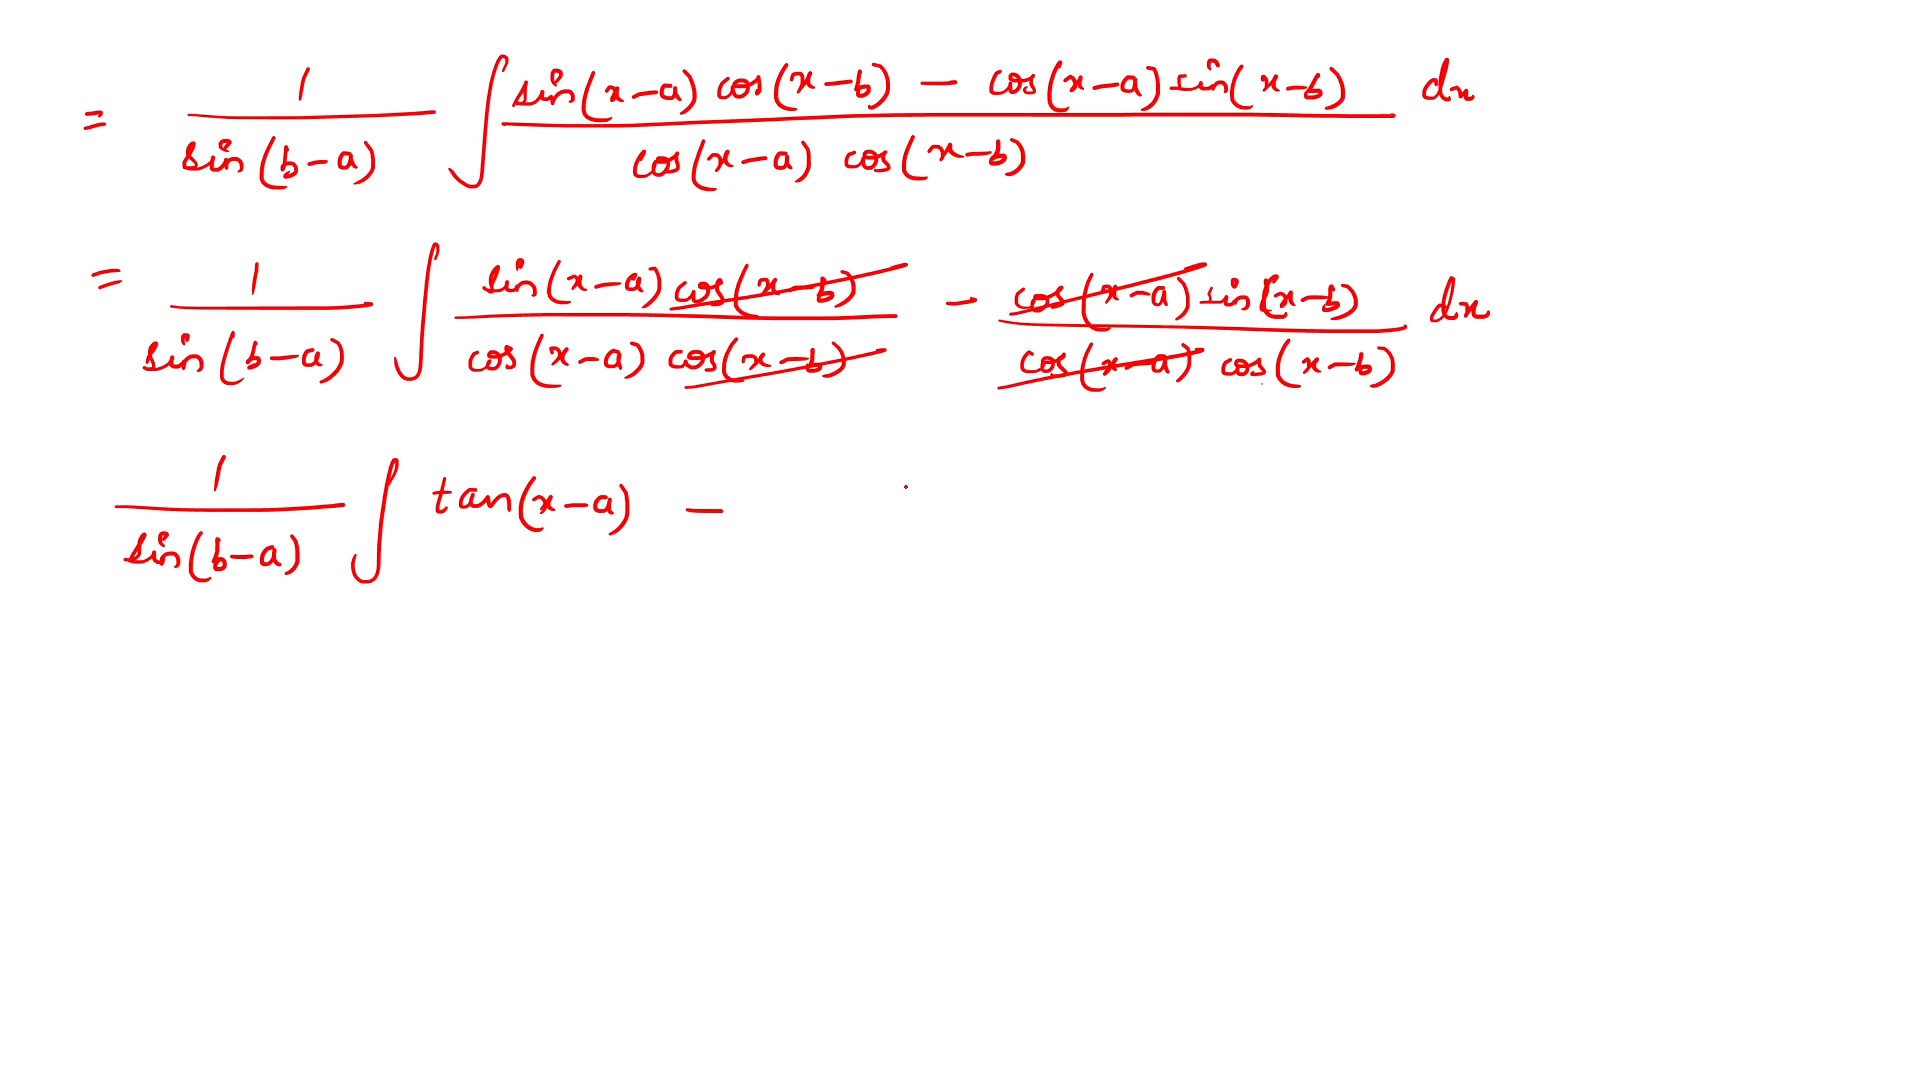 = 1/sin(b-a) ∫ (sin(x-a) cos(x-b) - cos(x-a) sin(x-b))/(cos(x-a) cos(x-b)) dx
= 1/sin(b-a) ∫ (sin(x-a) cos(x-b))/(cos(x-a) cos(x-b)) - (cos(x-a) sin(x-b))/(cos(x-a) cos(x-b)) dx
1/sin(b-a) ∫ tan(x-a) -